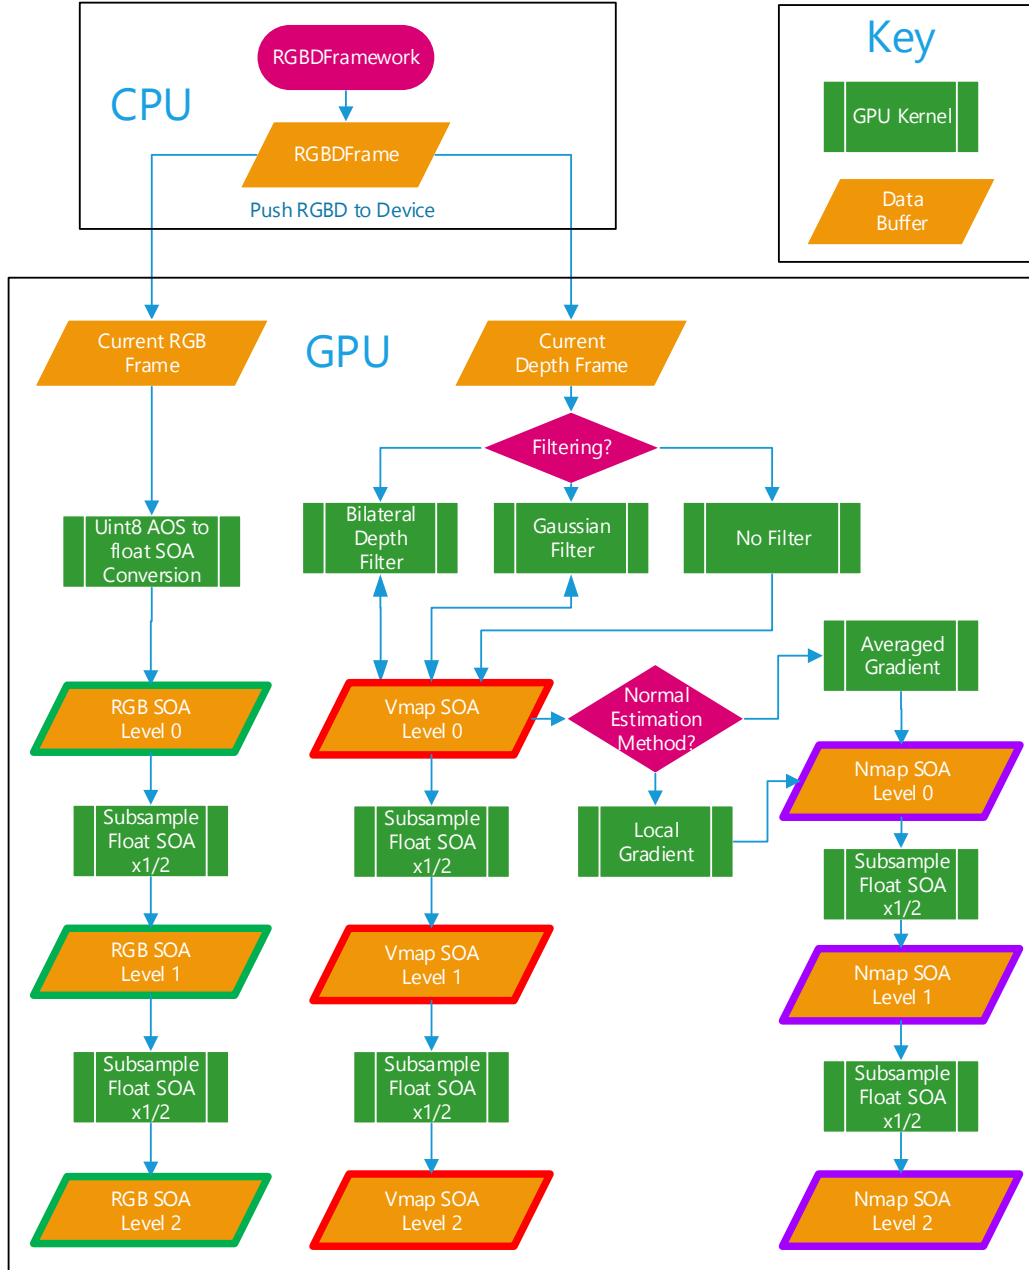 RGBDFramework
CPU
RGBDFrame
Push RGBD to Device
Key
GPU Kernel
Data
Buffer
GPU
Current RGB
Frame
Current
Depth Frame
Filtering?
Uint8 AOS to
float SOA
Conversion
Bilateral
Depth
Filter
Gaussian
Filter
No Filter
Averaged
Gradient
RGB SOA
Level 0
Vmap SOA
Level 0
Normal
Estimation
Method?
Nmap SOA
Level 0
Subsample
Float SOA
x1/2
Subsample
Float SOA
x1/2
Local
Gradient
Subsample
Float SOA
x1/2
RGB SOA
Level 1
Vmap SOA
Level 1
Nmap SOA
Level 1
Subsample
Float SOA
x1/2
Subsample
Float SOA
x1/2
Subsample
Float SOA
x1/2
RGB SOA
Level 2
Vmap SOA
Level 2
Nmap SOA
Level 2